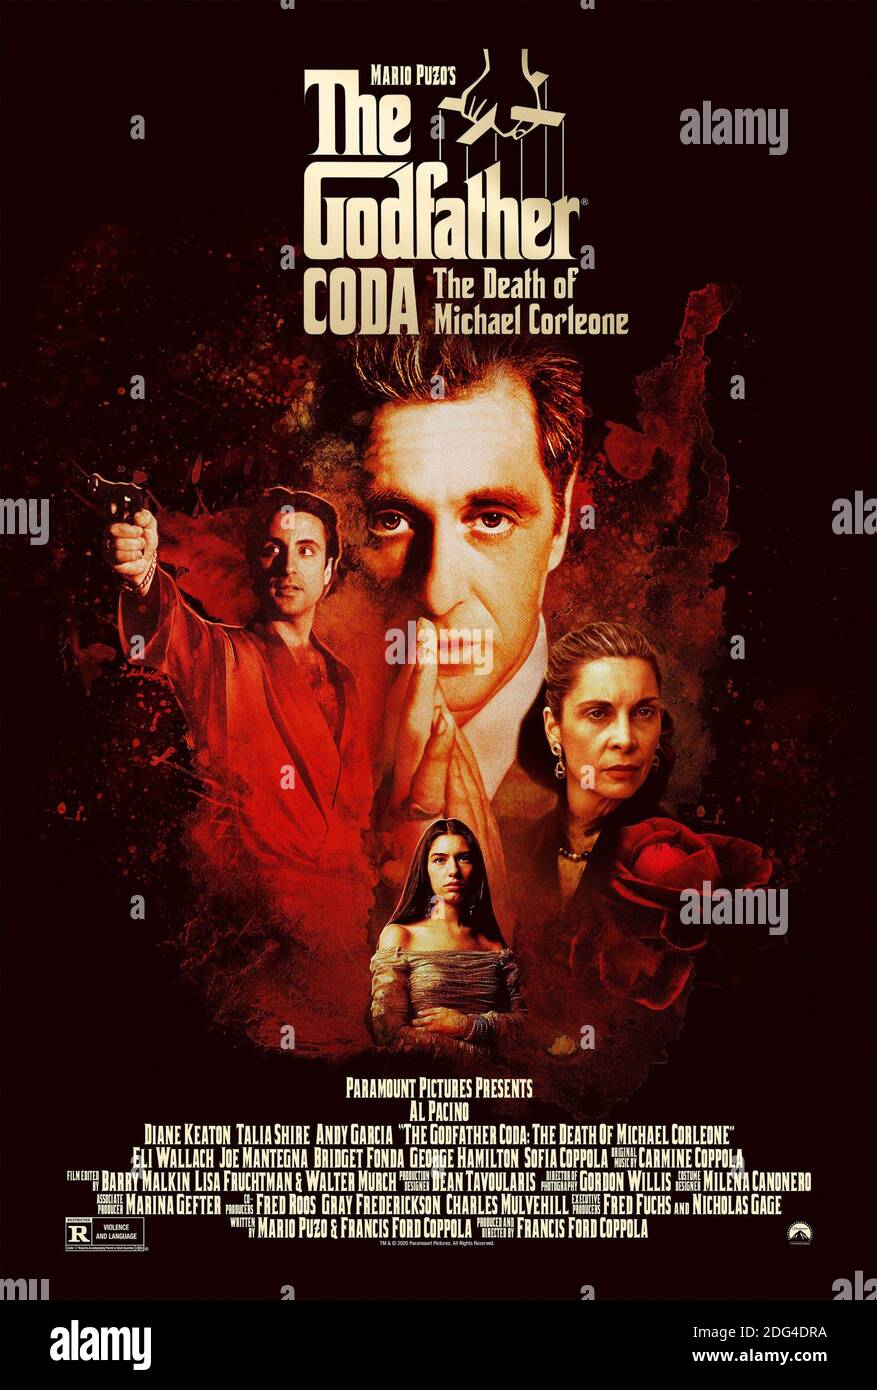 MARIO PUZO'S
The
Godfather®
CODA The Death of
Michael Corleone
PARAMOUNT PICTURES PRESENTS
AL PACINO
DIANE KEATON TALIA SHIRE ANDY GARCIA "THE GODFATHER CODA: THE DEATH OF MICHAEL CORLEONE"
ELI WALLACH JOE MANTEGNA BRIDGET FONDA GEORGE HAMILTON SOFIA COPPOLA ORIGINAL MUSIC BY CARMINE COPPOLA
FILM EDITED BY BARRY MALKIN LISA FRUCHTMAN & WALTER MURCH PRODUCTION DESIGNER DEAN TAVOULARIS DIRECTOR OF PHOTOGRAPHY GORDON WILLIS COSTUME DESIGNER MILENA CANONERO
ASSOCIATE PRODUCER MARINA GEFTER CO-PRODUCERS FRED ROOS GRAY FREDERICKSON CHARLES MULVEHILL EXECUTIVE PRODUCERS FRED FUCHS AND NICHOLAS GAGE
WRITTEN BY MARIO PUZO & FRANCIS FORD COPPOLA PRODUCED AND DIRECTED BY FRANCIS FORD COPPOLA
RESTRICTED
R VIOLENCE AND LANGUAGE
TM & © 2020 Paramount Pictures. All Rights Reserved.
alamy
a
alamy
Image ID: 2DG4DRA
www.alamy.com